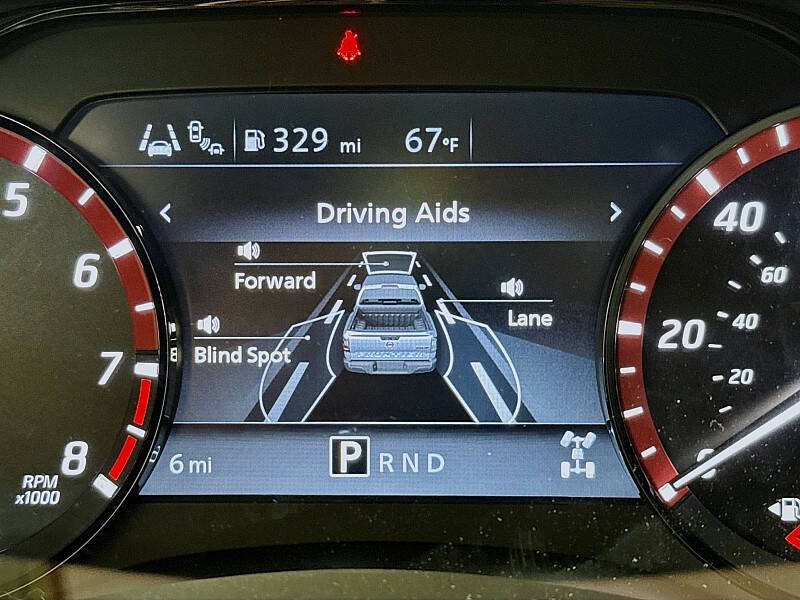 329 mi 67°F
< Driving Aids >
Forward
Lane
Blind Spot
6 mi P R N D
5
6
7
8
RPM
x1000
40
60
20
40
20